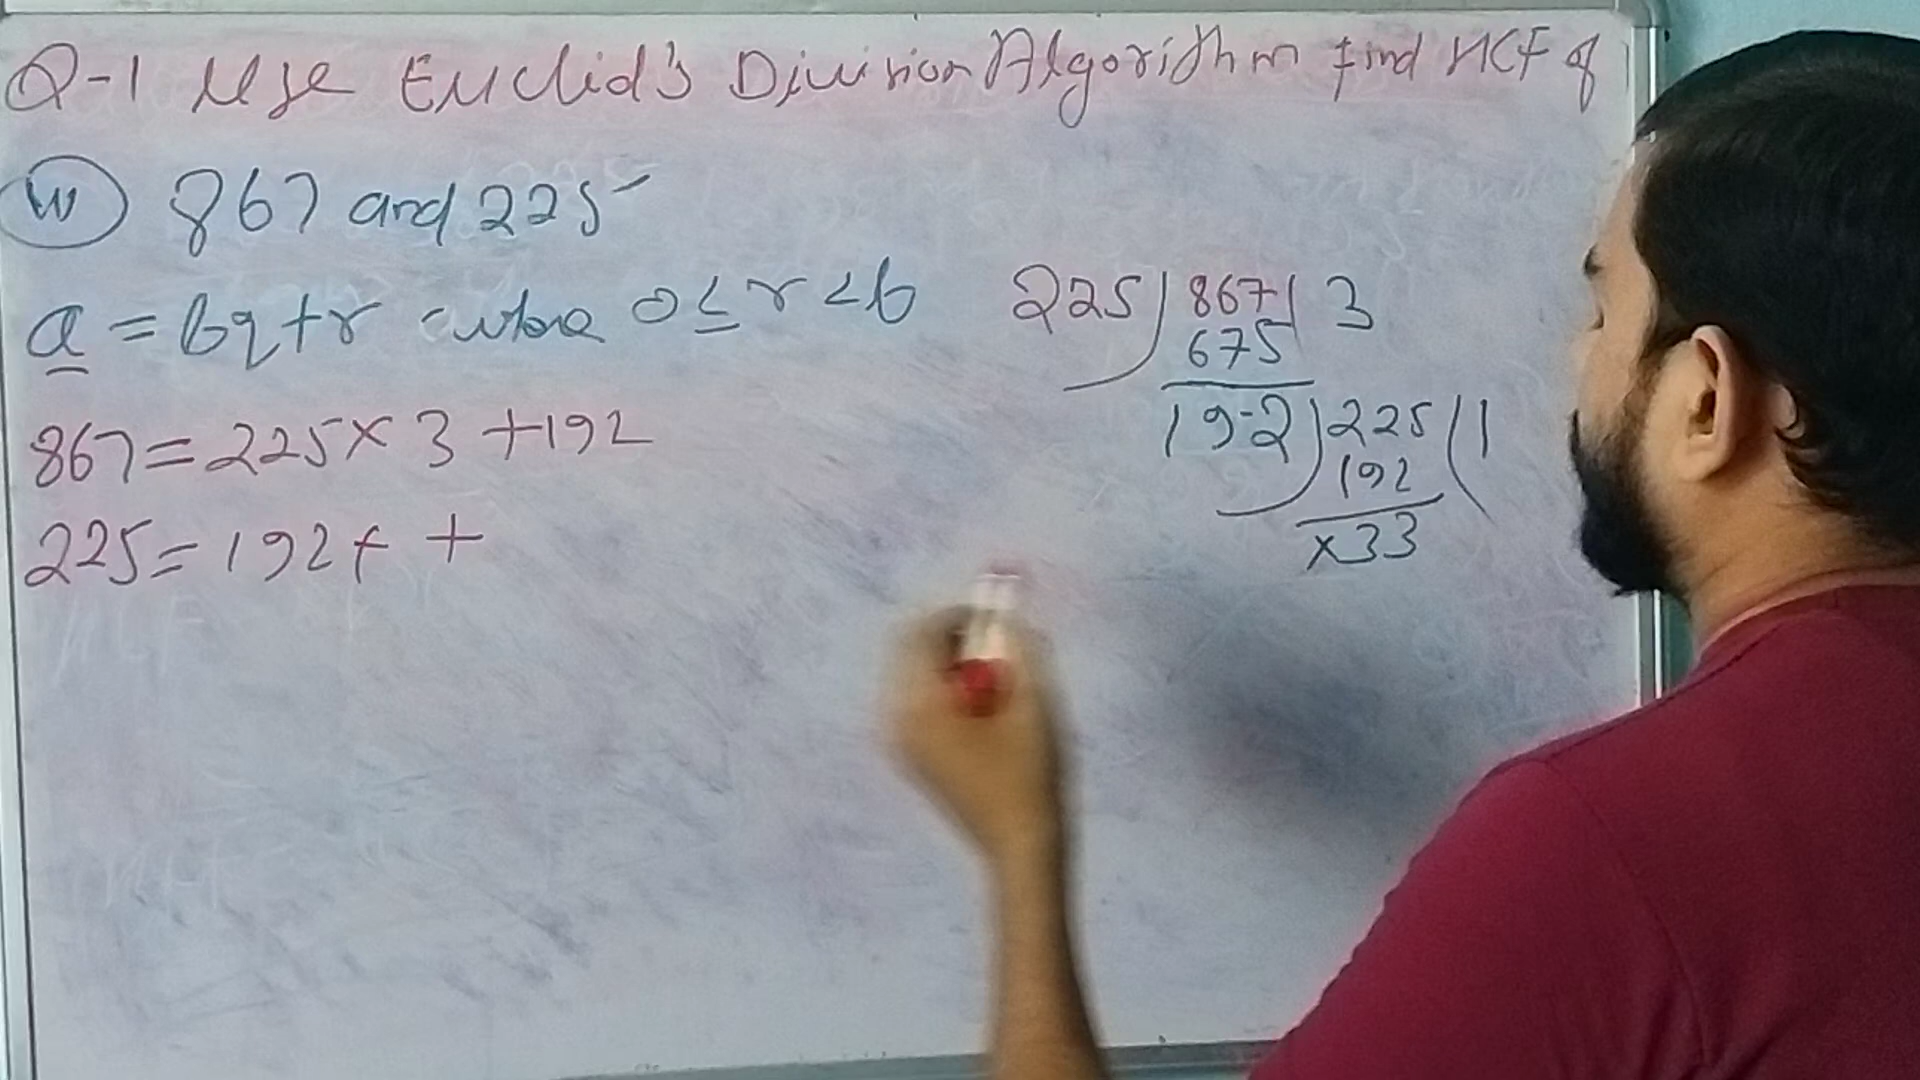 Q-1 Use Euclid's Division Algorithm find HCF of
867 and 225
a = bq+r where 0 ≤ r < b
867 = 225 × 3 + 192
225 = 192 × +
225 ) 867 ( 3
675
192 ) 225 ( 1
192
×33